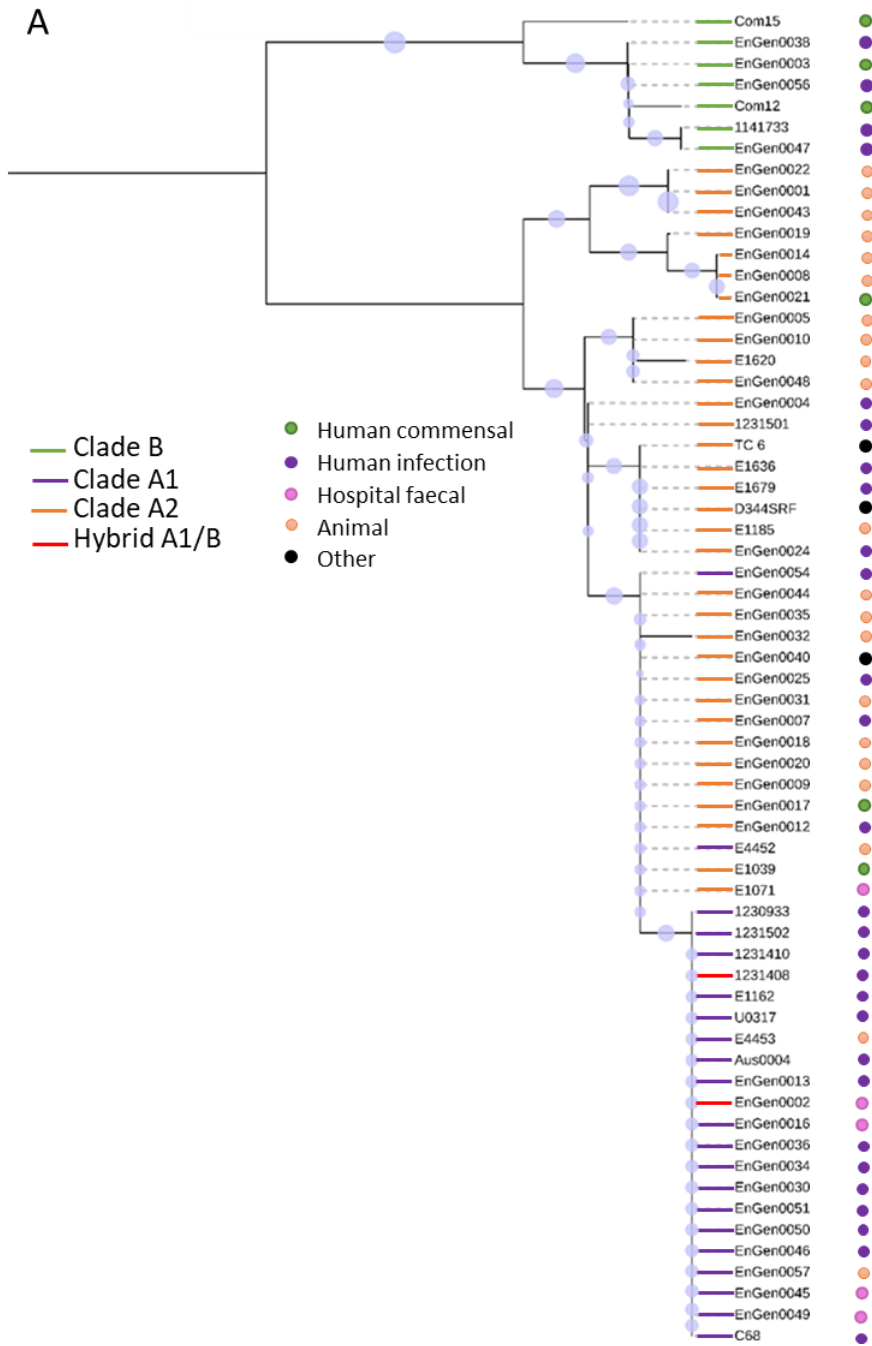 A
Com15
EnGen0038
EnGen0003
EnGen0056
Com12
1141733
EnGen0047
EnGen0022
EnGen0001
EnGen0043
EnGen0019
EnGen0014
EnGen0008
EnGen0021
EnGen0005
EnGen0010
E1620
EnGen0048
EnGen0004
1231501
TC 6
E1636
E1679
D344SRF
E1185
EnGen0024
EnGen0054
EnGen0044
EnGen0035
EnGen0032
EnGen0040
EnGen0025
EnGen0031
EnGen0007
EnGen0018
EnGen0020
EnGen0009
EnGen0017
EnGen0012
E4452
E1039
E1071
1230933
1231502
1231410
1231408
E1162
U0317
E4453
Aus0004
EnGen0013
EnGen0002
EnGen0016
EnGen0036
EnGen0034
EnGen0030
EnGen0051
EnGen0050
EnGen0046
EnGen0057
EnGen0045
EnGen0049
C68
Clade B
Clade A1
Clade A2
Hybrid A1/B
Human commensal
Human infection
Hospital faecal
Animal
Other